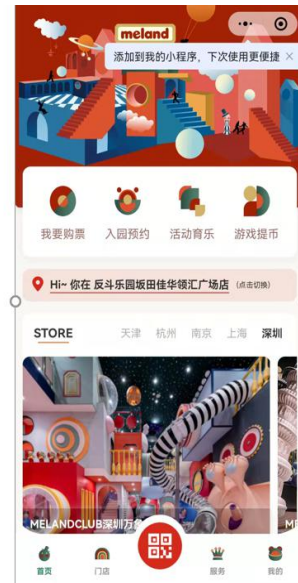 meland
添加到我的小程序，下次使用更便捷 ×
我要购票 入园预约 活动育乐 游戏提币
Hi~ 你在 反斗乐园坂田佳华领汇广场店 (点击切换)
STORE 天津 杭州 南京 上海 深圳
MELANDCLUB深圳万象
ME
首页 门店 服务 我的